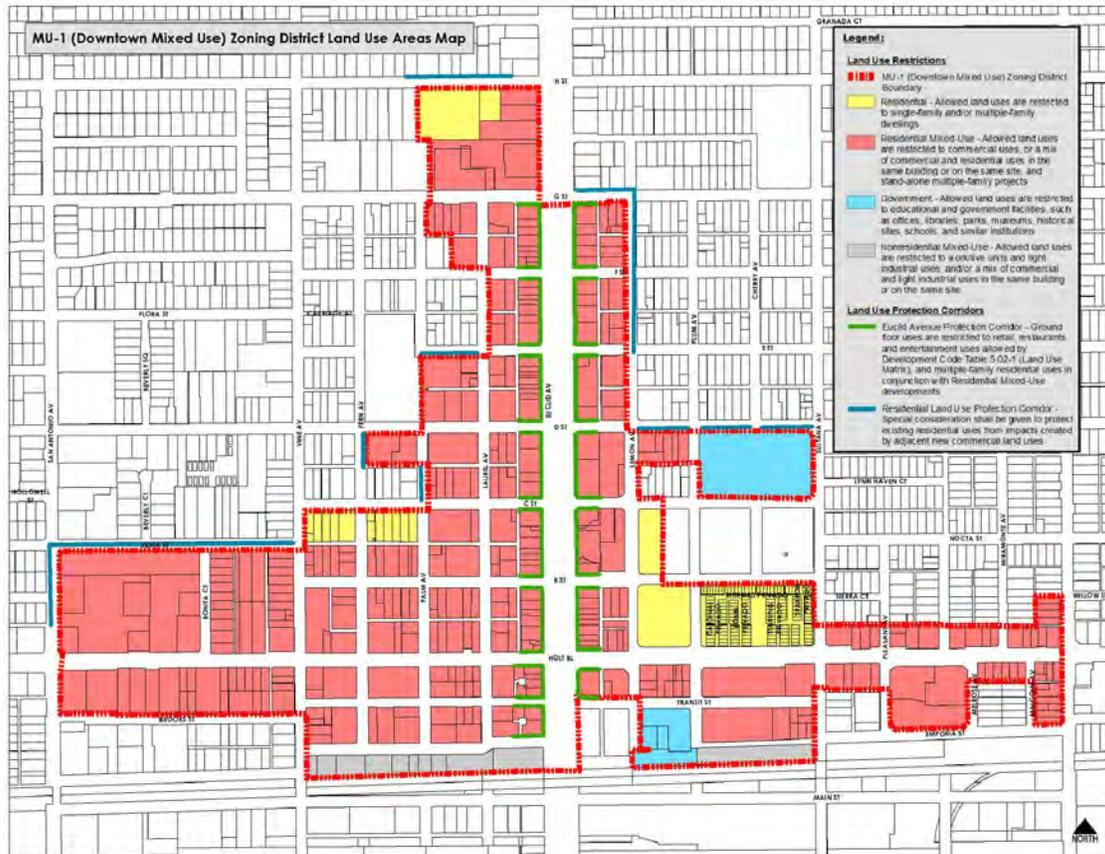 MU-1 (Downtown Mixed Use) Zoning District Land Use Areas Map
Legend:
Land Use Restrictions
MU-1 (Downtown Mixed Use) Zoning District
Boundary
Residential - Allowed land uses are restricted
to single-family and/or multiple-family
dwellings
Residential Mixed-Use - Allowed land uses
are restricted to commercial uses, or a mix
of commercial and residential uses in the
same building or on the same site, and
stand-alone multiple-family projects
Government - Allowed land uses are restricted
to educational and government facilities, such
as offices, libraries, parks, museums, historical
sites, schools, and similar institutions
Nonresidential Mixed-Use - Allowed land uses
are restricted to work/live units and light
industrial uses, and/or a mix of commercial
and light industrial uses in the same building
or on the same site
Land Use Protection Corridors
Euclid Avenue Protection Corridor - Ground
floor uses are restricted to retail, restaurants
and entertainment uses allowed by
Development Code Table 5.02-1 (Land Use
Matrix), and multiple-family residential uses in
conjunction with Residential Mixed-Use
developments
Residential Land Use Protection Corridor -
Special consideration shall be given to protect
existing residential uses from impacts created
by adjacent new commercial land uses
GRANADA CT
H ST
G ST
F ST
CHERRY AV
FLORA ST
PLUM AV
E ST
BEVERLY SQ
EUCLID AV
SAN ANTONIO AV
VINE AV
FERN AV
D ST
LEMON AV
SULTANA AV
LAUREL AV
HOLLOWELL ST
BEVERLY CT
LYNN HAVEN CT
C ST
NOCTA ST
MIRAMONTE AV
BONITA CT
PALM AV
B ST
SIERRA CT
PLEASANT AV
HOLT BL
MELROSE AV
TRANSIT ST
BROOKS ST
EMPORIA ST
MAIN ST
NORTH